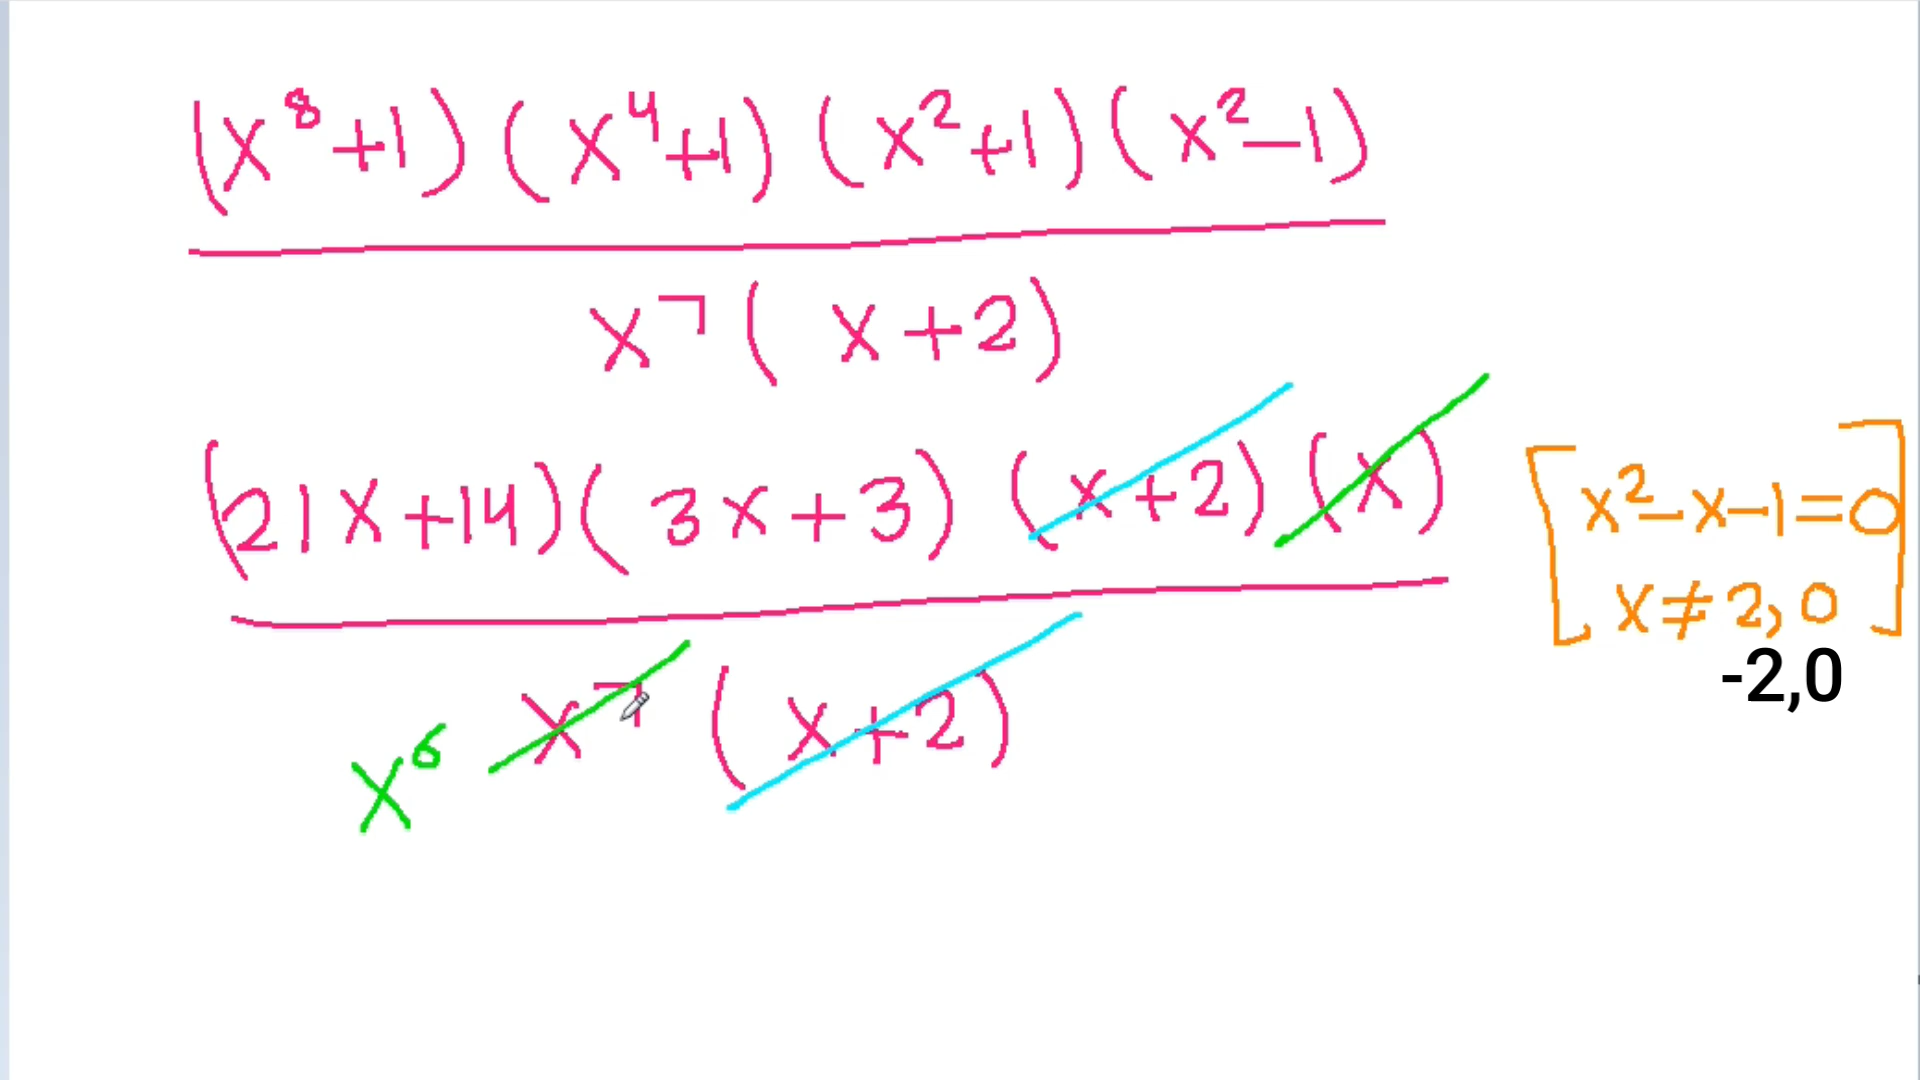 (x⁸+1)(x⁴+1)(x²+1)(x²-1)
x⁷(x+2)
(21x+14)(3x+3)(x+2)(x)
x²-x-1=0
x≠2,0
-2,0
x⁷(x+2)
x⁶